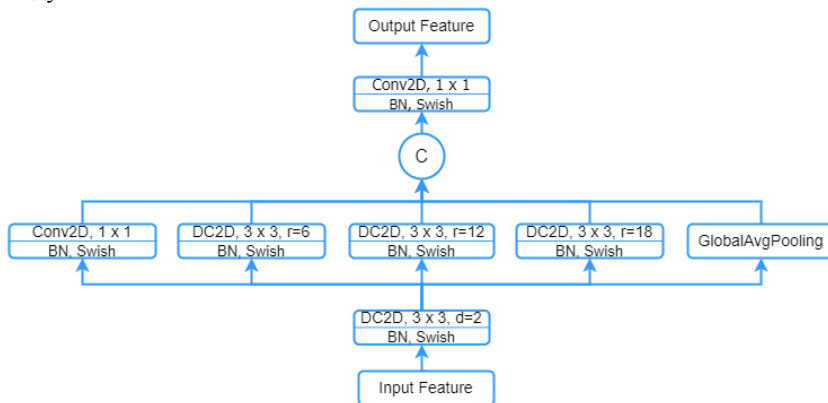 Output Feature
Conv2D, 1 x 1
BN, Swish
C
Conv2D, 1 x 1
BN, Swish
DC2D, 3 x 3, r=6
BN, Swish
DC2D, 3 x 3, r=12
BN, Swish
DC2D, 3 x 3, r=18
BN, Swish
GlobalAvgPooling
DC2D, 3 x 3, d=2
BN, Swish
Input Feature